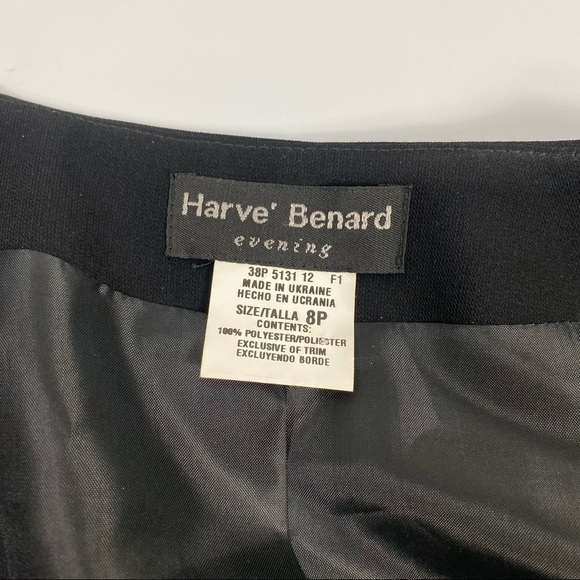 Harve' Benard
evening
38P 5131 12 F1
MADE IN UKRAINE
HECHO EN UCRANIA
SIZE/TALLA 8P
CONTENTS:
100% POLYESTER/POLIESTER
EXCLUSIVE OF TRIM
EXCLUYENDO BORDE